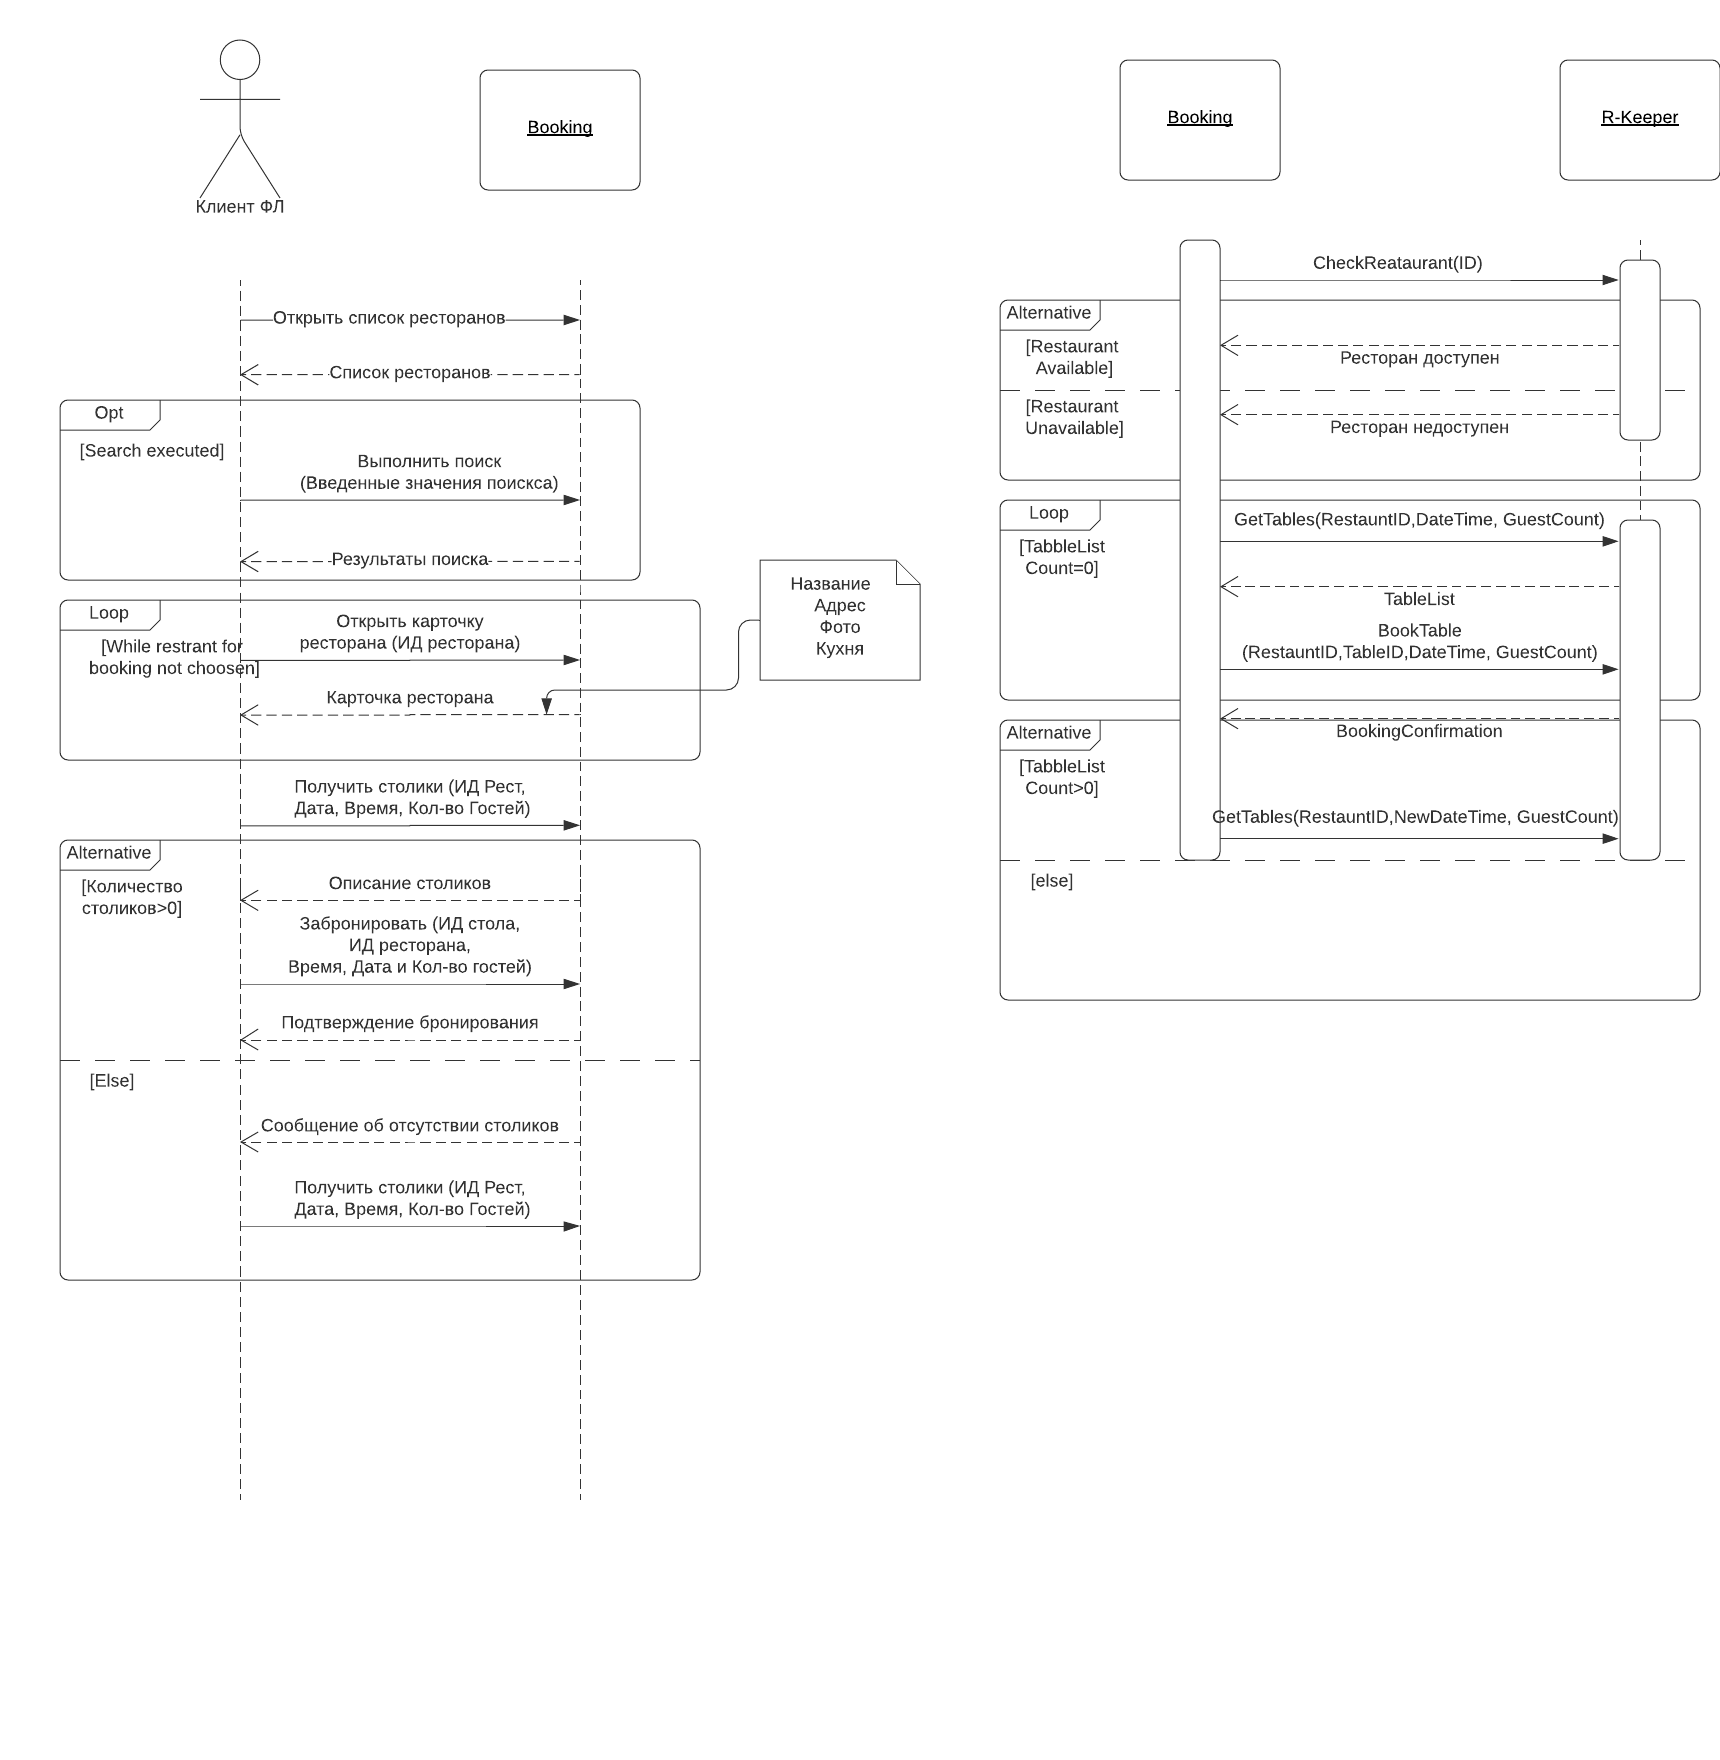 Клиент ФЛ
Booking
Открыть список ресторанов
Список ресторанов
Opt
[Search executed]
Выполнить поиск
(Введенные значения поискса)
Результаты поиска
Loop
[While restrant for
booking not choosen]
Открыть карточку
ресторана (ИД ресторана)
Карточка ресторана
Название
Адрес
Фото
Кухня
Получить столики (ИД Рест,
Дата, Время, Кол-во Гостей)
Alternative
[Количество
столиков>0]
Описание столиков
Забронировать (ИД стола,
ИД ресторана,
Время, Дата и Кол-во гостей)
Подтверждение бронирования
[Else]
Сообщение об отсутствии столиков
Получить столики (ИД Рест,
Дата, Время, Кол-во Гостей)
Booking
R-Keeper
CheckReataurant(ID)
Alternative
[Restaurant
Available]
Ресторан доступен
[Restaurant
Unavailable]
Ресторан недоступен
Loop
[TabbleList
Count=0]
GetTables(RestauntID,DateTime, GuestCount)
TableList
BookTable
(RestauntID,TableID,DateTime, GuestCount)
BookingConfirmation
Alternative
[TabbleList
Count>0]
GetTables(RestauntID,NewDateTime, GuestCount)
[else]